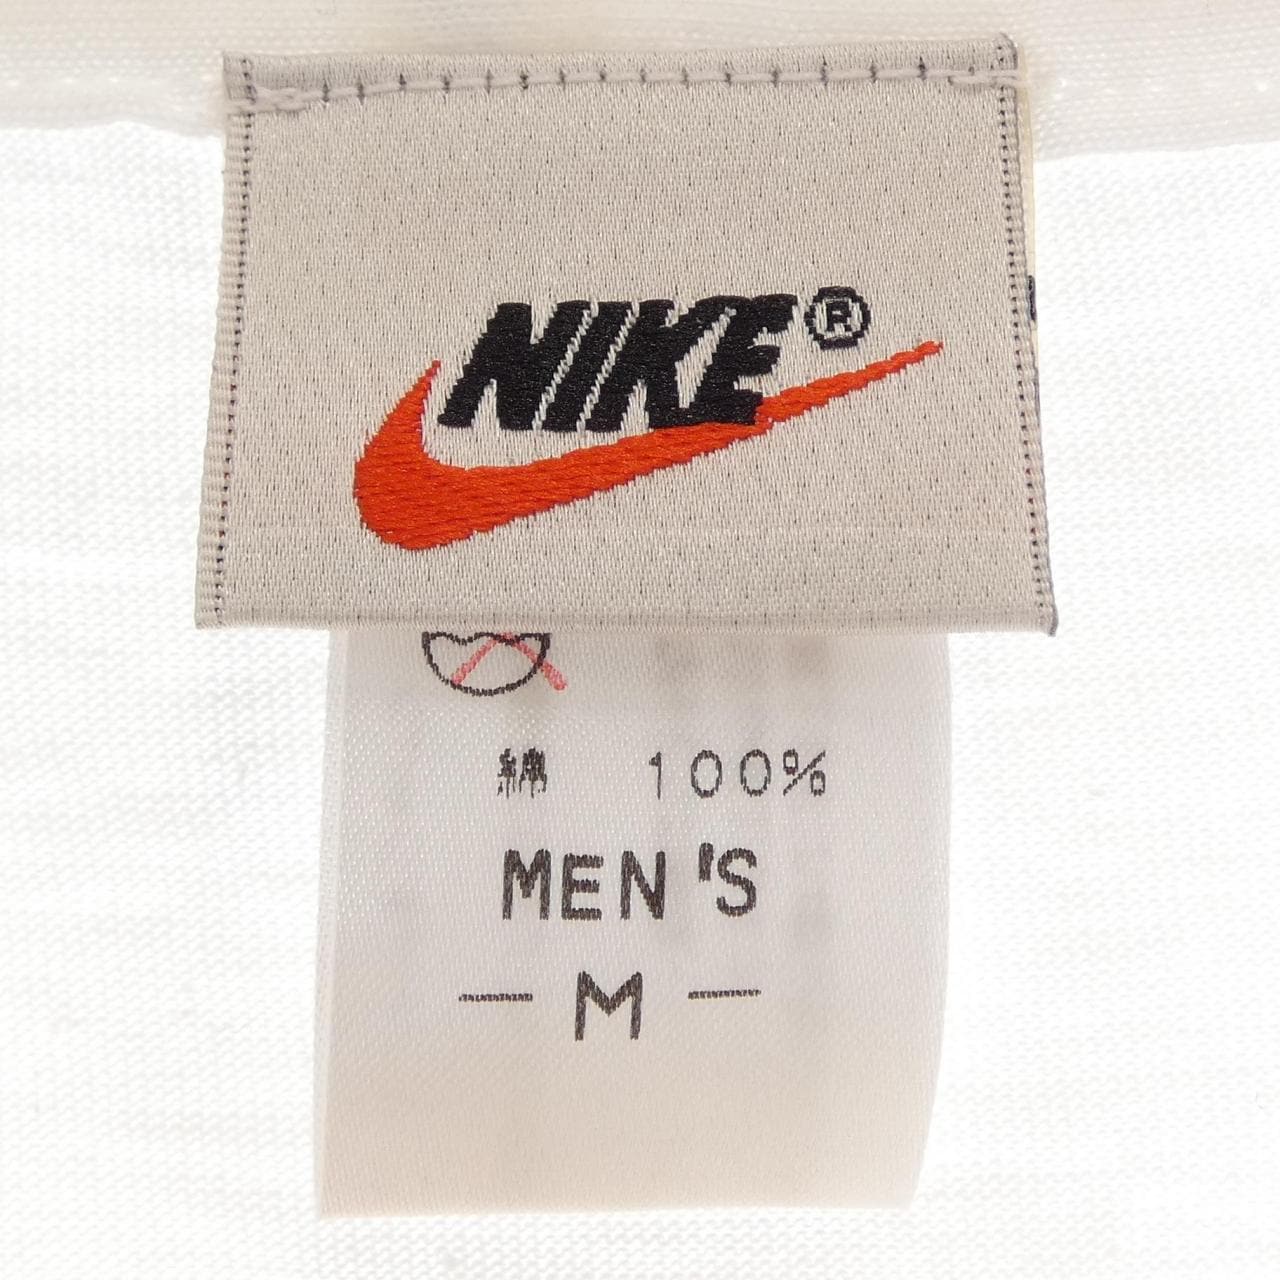 NIKE®
綿 100%
MEN'S
— M —